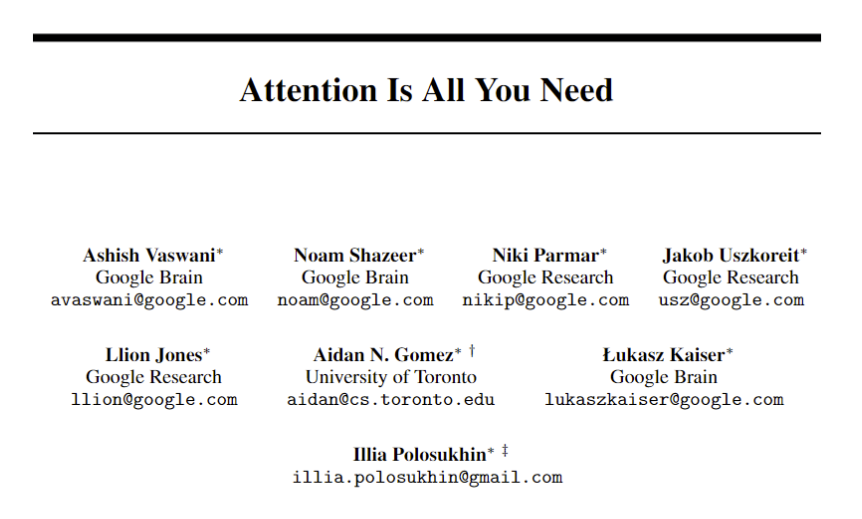 Attention Is All You Need
Ashish Vaswani* Noam Shazeer* Niki Parmar* Jakob Uszkoreit*
Google Brain Google Brain Google Research Google Research
avaswani@google.com noam@google.com nikip@google.com usz@google.com
Llion Jones* Aidan N. Gomez* † Łukasz Kaiser*
Google Research University of Toronto Google Brain
llion@google.com aidan@cs.toronto.edu lukaszkaiser@google.com
Illia Polosukhin* ‡
illia.polosukhin@gmail.com